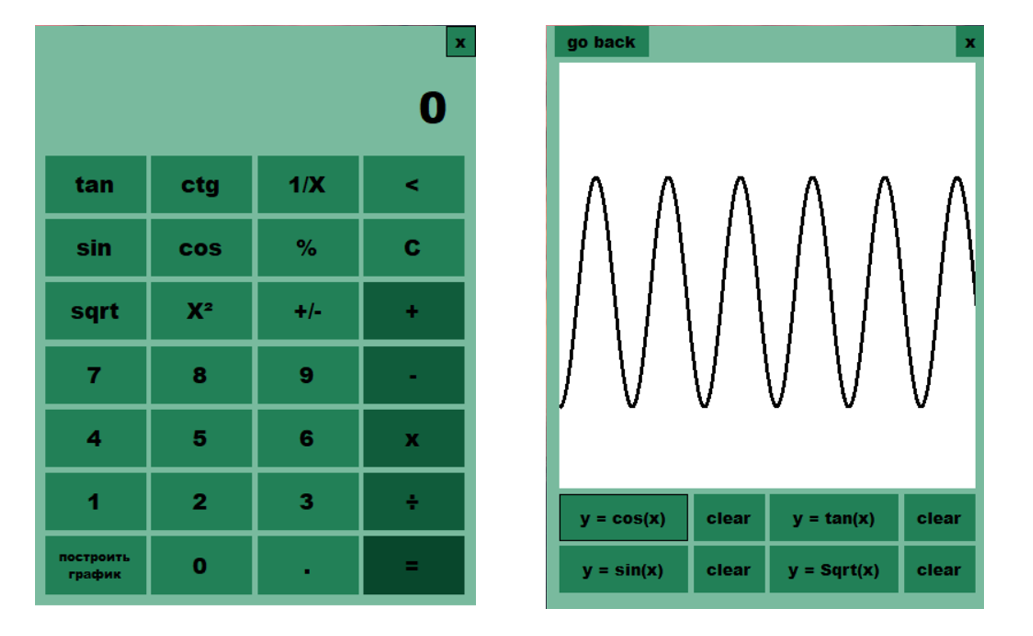 x
0
tan ctg 1/X <
sin cos % C
sqrt X² +/- +
7 8 9 -
4 5 6 x
1 2 3 ÷
построить
график
0 . =
go back x
y = cos(x) clear y = tan(x) clear
y = sin(x) clear y = Sqrt(x) clear